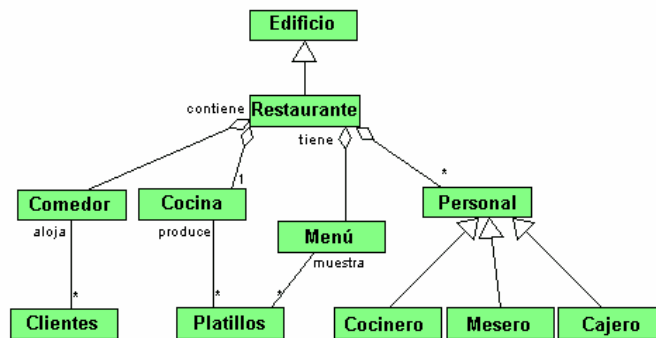 Edificio
contiene
Restaurante
tiene
1
*
Comedor
Cocina
Personal
aloja
produce
Menú
muestra
*
*
*
Clientes
Platillos
Cocinero
Mesero
Cajero